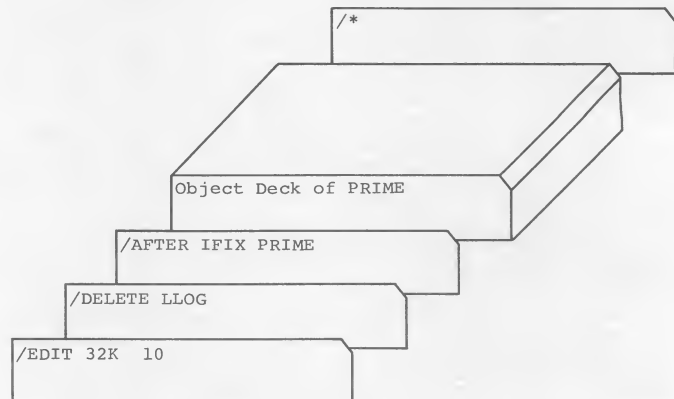 /*
Object Deck of PRIME
/AFTER IFIX PRIME
/DELETE LLOG
/EDIT 32K  10